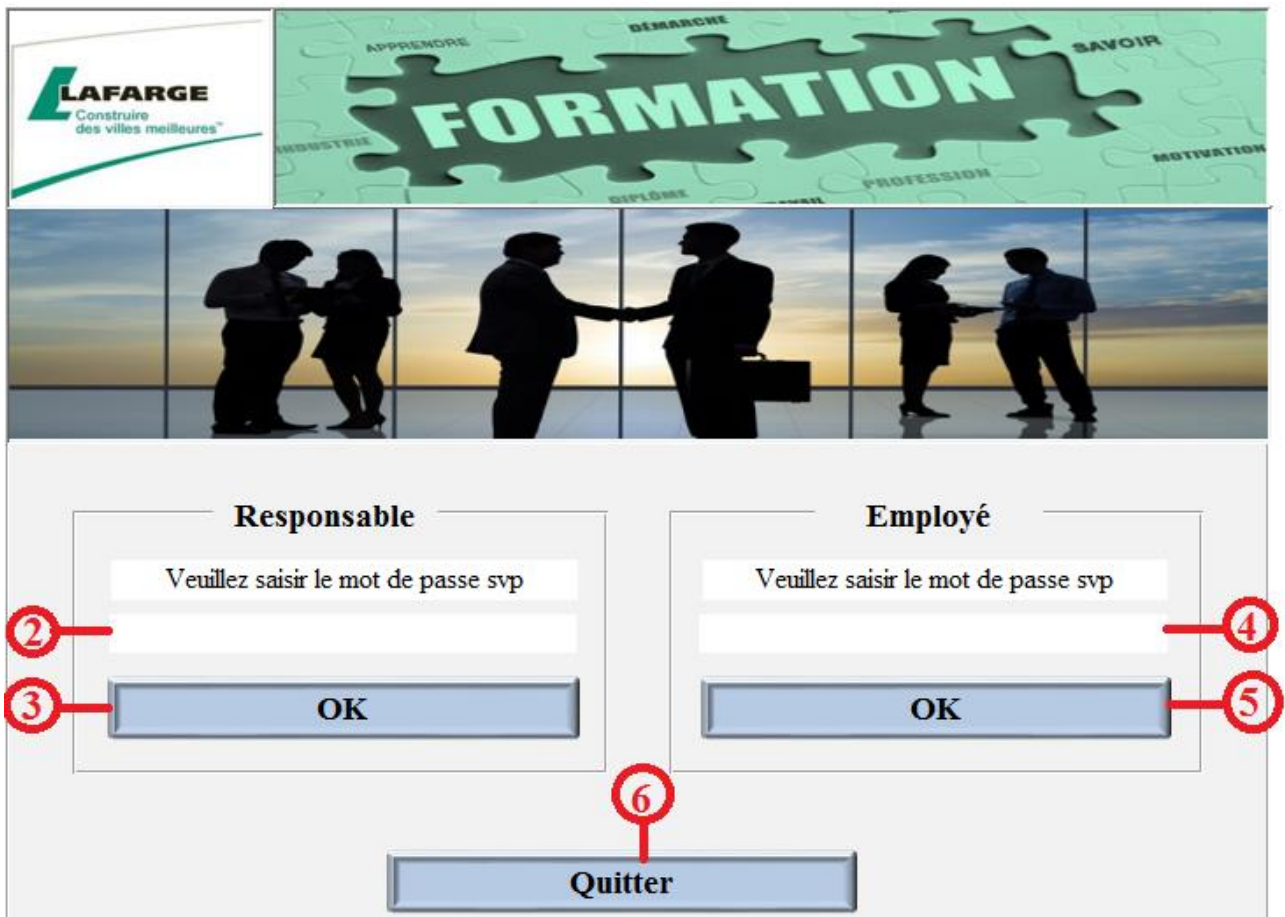 LAFARGE
Construire
des villes meilleures™
APPRENDRE
DÉMARCHE
SAVOIR
FORMATION
INDUSTRIE
MOTIVATION
PROFESSION
DIPLÔME
Responsable
Veuillez saisir le mot de passe svp
2
3
OK
Employé
Veuillez saisir le mot de passe svp
4
5
OK
6
Quitter